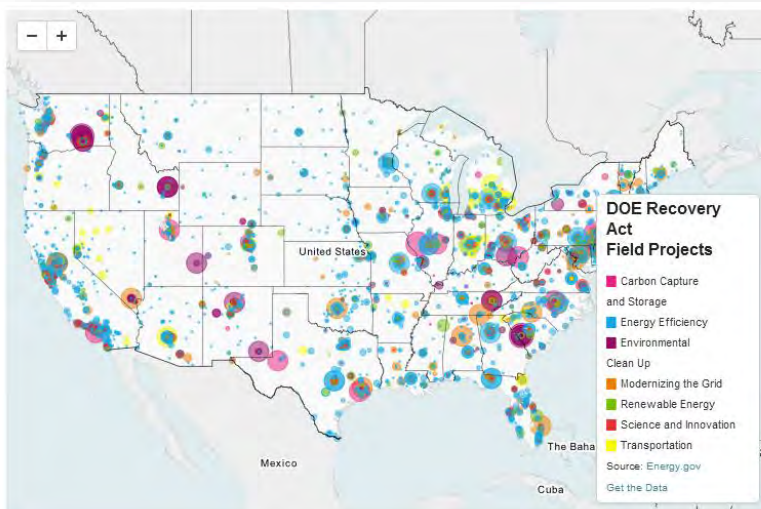 − +
United States
Mexico
Cuba
The Baha
DOE Recovery
Act
Field Projects
Carbon Capture
and Storage
Energy Efficiency
Environmental
Clean Up
Modernizing the Grid
Renewable Energy
Science and Innovation
Transportation
Source: Energy.gov
Get the Data